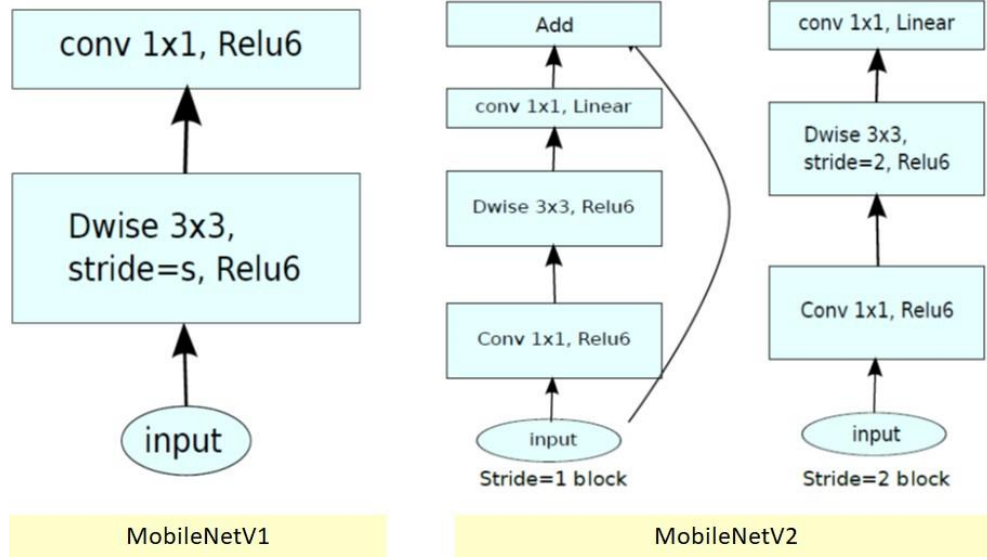 conv 1x1, Relu6
Dwise 3x3,
stride=s, Relu6
input
MobileNetV1
Add
conv 1x1, Linear
Dwise 3x3, Relu6
Conv 1x1, Relu6
input
Stride=1 block
conv 1x1, Linear
Dwise 3x3,
stride=2, Relu6
Conv 1x1, Relu6
input
Stride=2 block
MobileNetV2